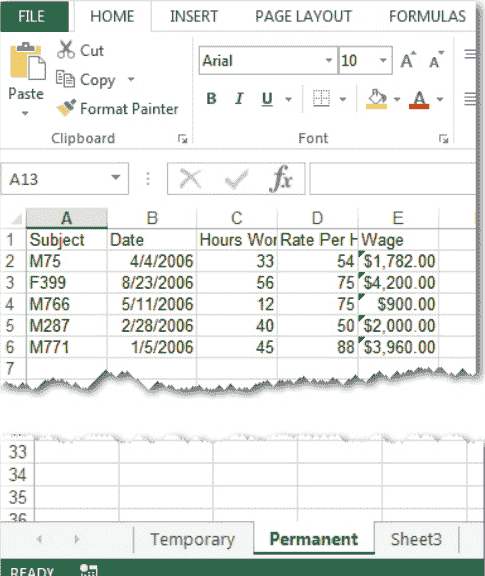 FILE HOME INSERT PAGE LAYOUT FORMULAS
Cut
Copy
Paste
Format Painter
Arial 10 A A
B I U A
Clipboard Font
A13 fx
A B C D E
1 Subject Date Hours Wor Rate Per H Wage
2 M75 4/4/2006 33 54 $1,782.00
3 F399 8/23/2006 56 75 $4,200.00
4 M766 5/11/2006 12 75 $900.00
5 M287 2/28/2006 40 50 $2,000.00
6 M771 1/5/2006 45 88 $3,960.00
7
33
34
35
36
Temporary Permanent Sheet3
READY